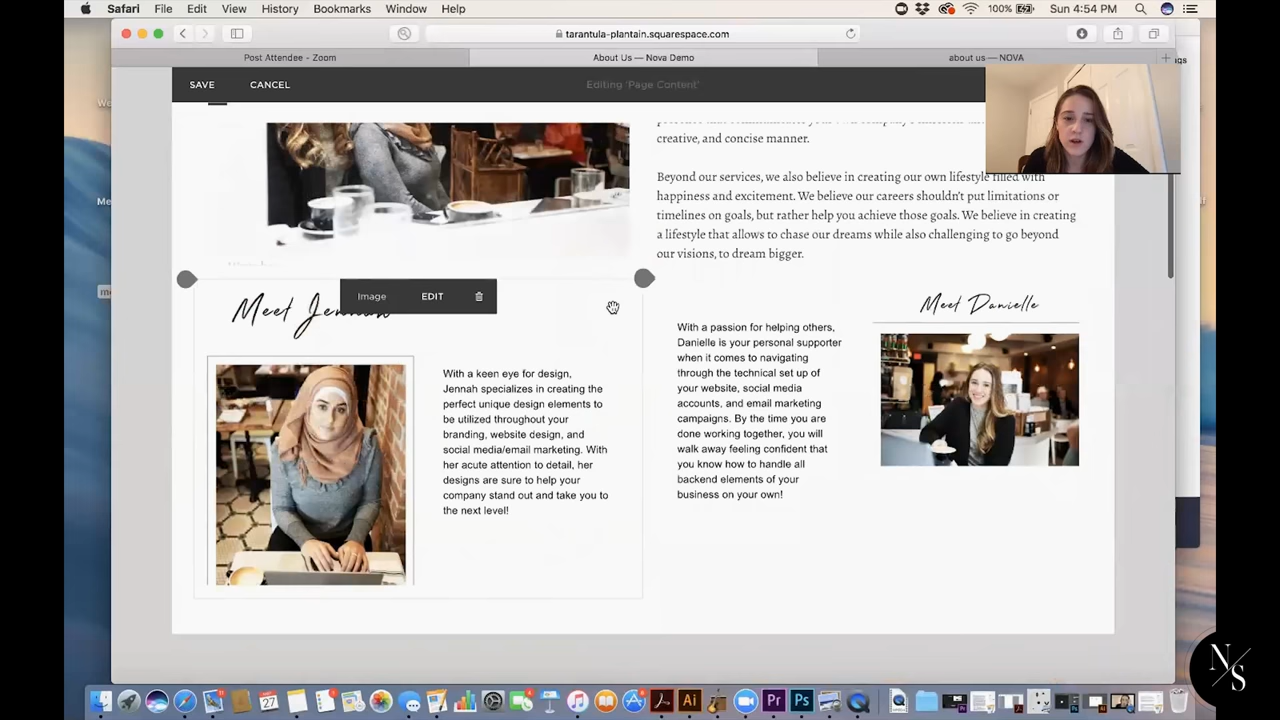 Safari File Edit View History Bookmarks Window Help 100% Sun 4:54 PM
tarantula-plantain.squarespace.com
Post Attendee - Zoom About Us — Nova Demo about us — NOVA
SAVE CANCEL Editing 'Page Content'
creative, and concise manner.
Beyond our services, we also believe in creating our own lifestyle filled with
happiness and excitement. We believe our careers shouldn't put limitations or
timelines on goals, but rather help you achieve those goals. We believe in creating
a lifestyle that allows to chase our dreams while also challenging to go beyond
our visions, to dream bigger.
Image EDIT
Meet Jennah
With a keen eye for design,
Jennah specializes in creating the
perfect unique design elements to
be utilized throughout your
branding, website design, and
social media/email marketing. With
her acute attention to detail, her
designs are sure to help your
company stand out and take you to
the next level!
With a passion for helping others,
Danielle is your personal supporter
when it comes to navigating
through the technical set up of
your website, social media
accounts, and email marketing
campaigns. By the time you are
done working together, you will
walk away feeling confident that
you know how to handle all
backend elements of your
business on your own!
Meet Danielle
N/S